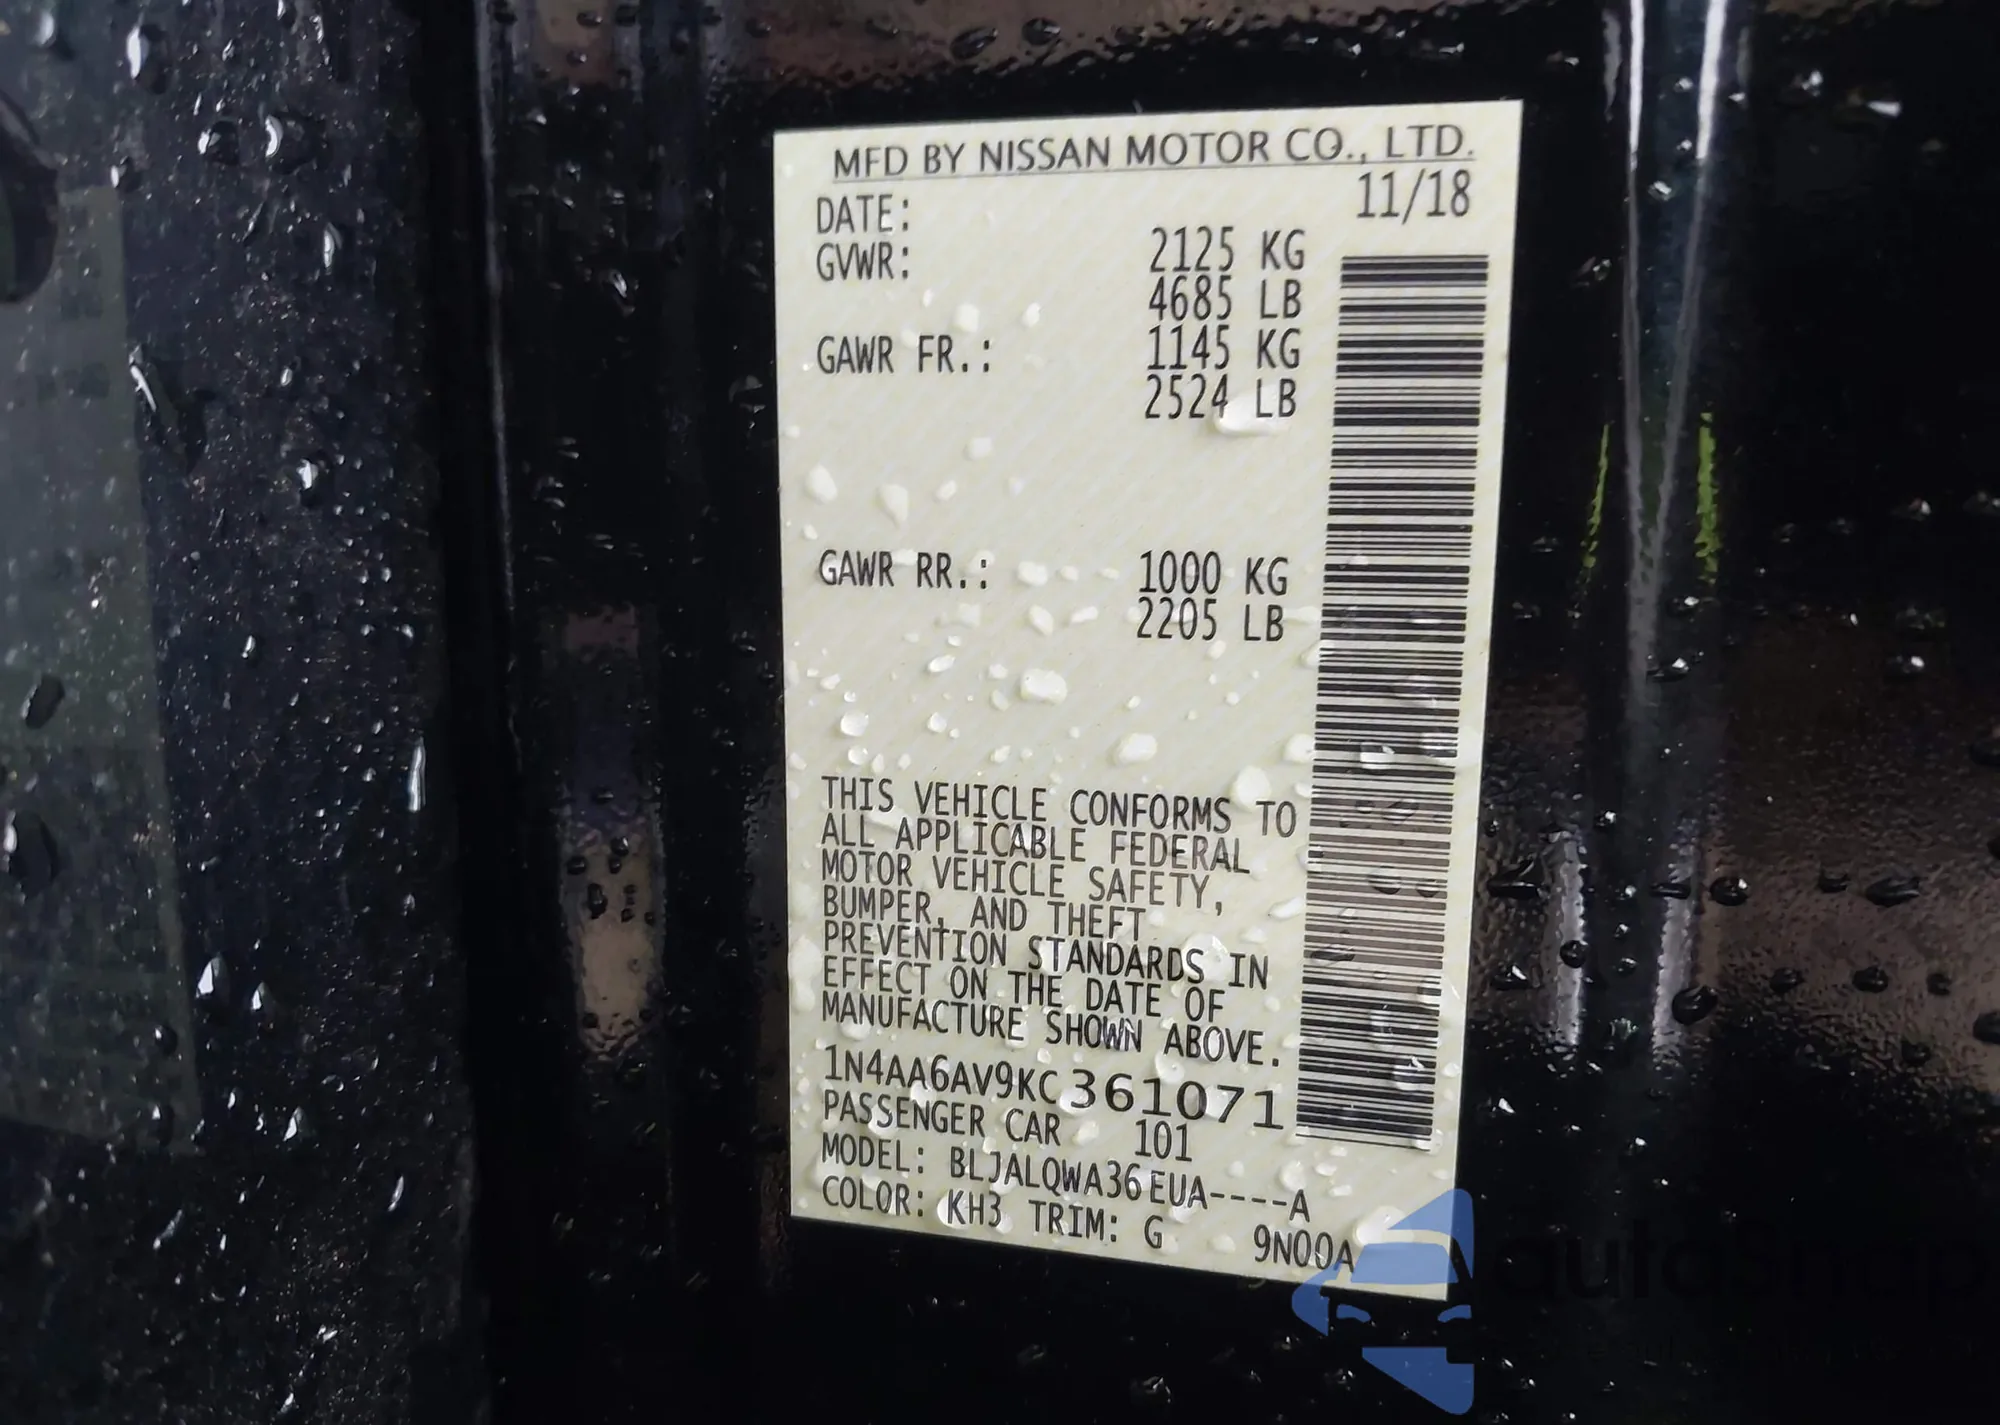 MFD BY NISSAN MOTOR CO., LTD.
DATE: 11/18
GVWR: 2125 KG
4685 LB
GAWR FR.: 1145 KG
2524 LB
GAWR RR.: 1000 KG
2205 LB
THIS VEHICLE CONFORMS TO
ALL APPLICABLE FEDERAL
MOTOR VEHICLE SAFETY,
BUMPER, AND THEFT
PREVENTION STANDARDS IN
EFFECT ON THE DATE OF
MANUFACTURE SHOWN ABOVE.
1N4AA6AV9KC361071
PASSENGER CAR 101
MODEL: BLJALQWA36EUA----A
COLOR: KH3 TRIM: G 9N00A